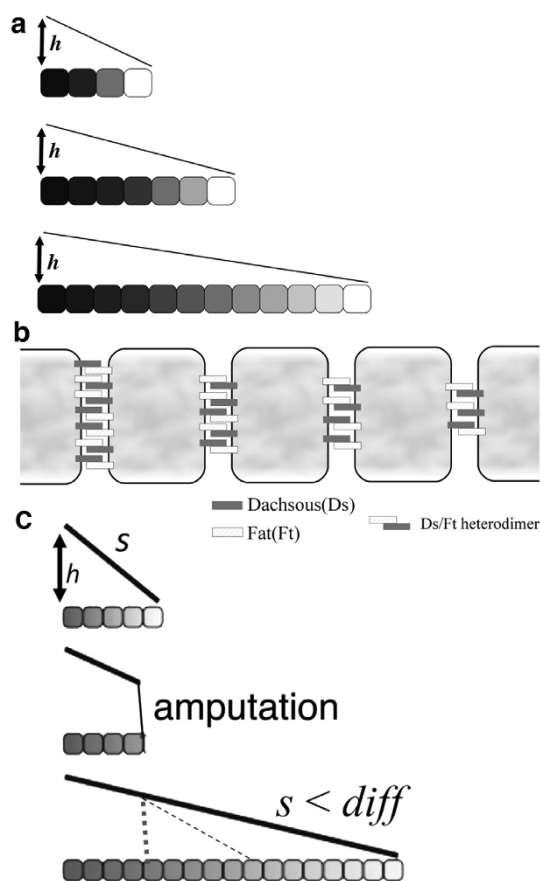 a
h
h
h
b
Dachsous(Ds)
Fat(Ft)
Ds/Ft heterodimer
c
s
h
amputation
s < diff